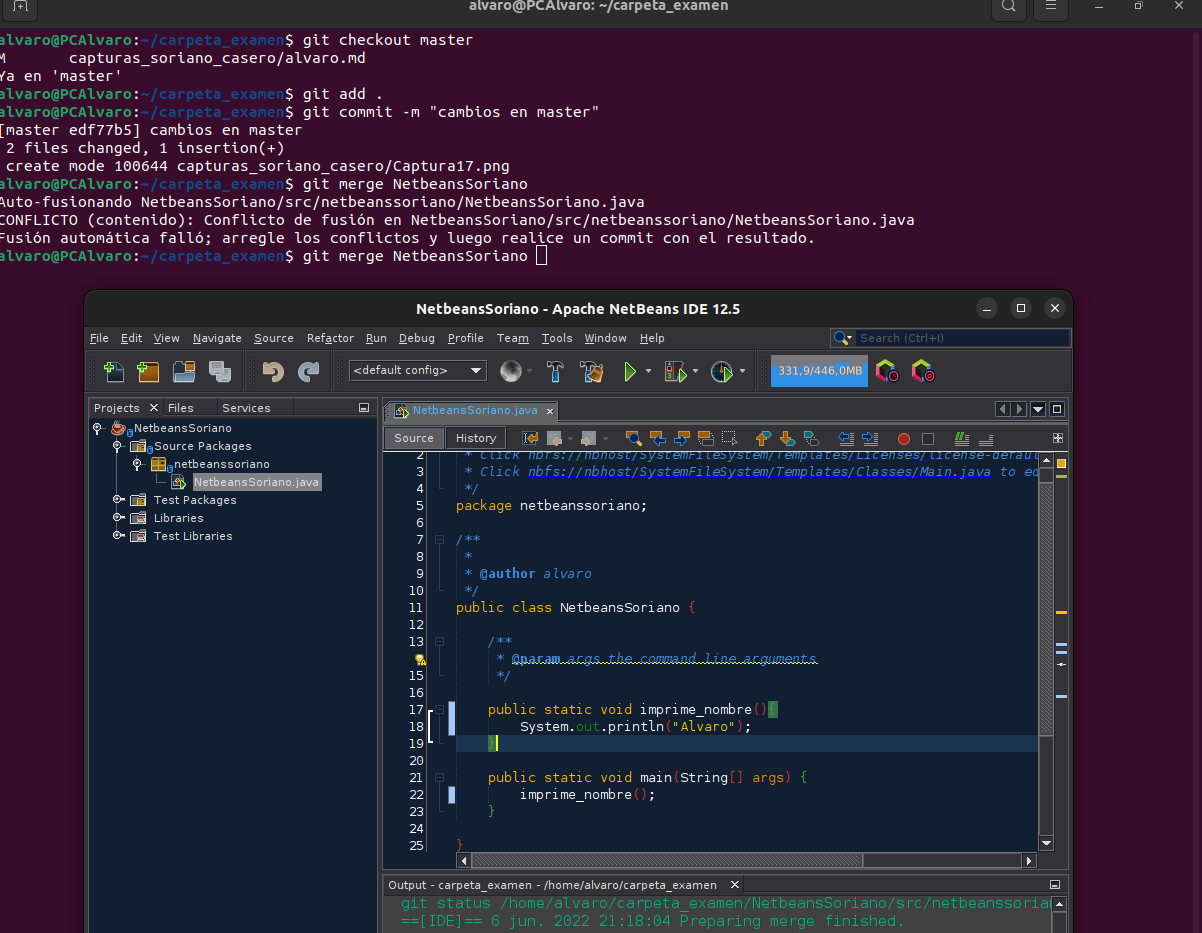 alvaro@PCAlvaro: ~/carpeta_examen
alvaro@PCAlvaro:~/carpeta_examen$ git checkout master
M       capturas_soriano_casero/alvaro.md
Ya en 'master'
alvaro@PCAlvaro:~/carpeta_examen$ git add .
alvaro@PCAlvaro:~/carpeta_examen$ git commit -m "cambios en master"
[master edf77b5] cambios en master
 2 files changed, 1 insertion(+)
 create mode 100644 capturas_soriano_casero/Captura17.png
alvaro@PCAlvaro:~/carpeta_examen$ git merge NetbeansSoriano
Auto-fusionando NetbeansSoriano/src/netbeanssoriano/NetbeansSoriano.java
CONFLICTO (contenido): Conflicto de fusión en NetbeansSoriano/src/netbeanssoriano/NetbeansSoriano.java
Fusión automática falló; arregle los conflictos y luego realice un commit con el resultado.
alvaro@PCAlvaro:~/carpeta_examen$ git merge NetbeansSoriano
NetbeansSoriano - Apache NetBeans IDE 12.5
File Edit View Navigate Source Refactor Run Debug Profile Team Tools Window Help
Search (Ctrl+I)
<default config>
331,9/446,0MB
Projects Files Services
NetbeansSoriano
Source Packages
netbeanssoriano
NetbeansSoriano.java
Test Packages
Libraries
Test Libraries
NetbeansSoriano.java
Source History
2  * Click nbfs://nbhost/SystemFileSystem/Templates/Licenses/license-defaul
3  * Click nbfs://nbhost/SystemFileSystem/Templates/Classes/Main.java to ed
4  */
5 package netbeanssoriano;
6
7 /**
8  *
9  * @author alvaro
10  */
11 public class NetbeansSoriano {
12
13     /**
     * @param args the command line arguments
15      */
16
17     public static void imprime_nombre(){
18         System.out.println("Alvaro");
19     }
20
21     public static void main(String[] args) {
22         imprime_nombre();
23     }
24
25 }
Output - carpeta_examen - /home/alvaro/carpeta_examen
git status /home/alvaro/carpeta_examen/NetbeansSoriano/src/netbeanssorian
==[IDE]== 6 jun. 2022 21:18:04 Preparing merge finished.